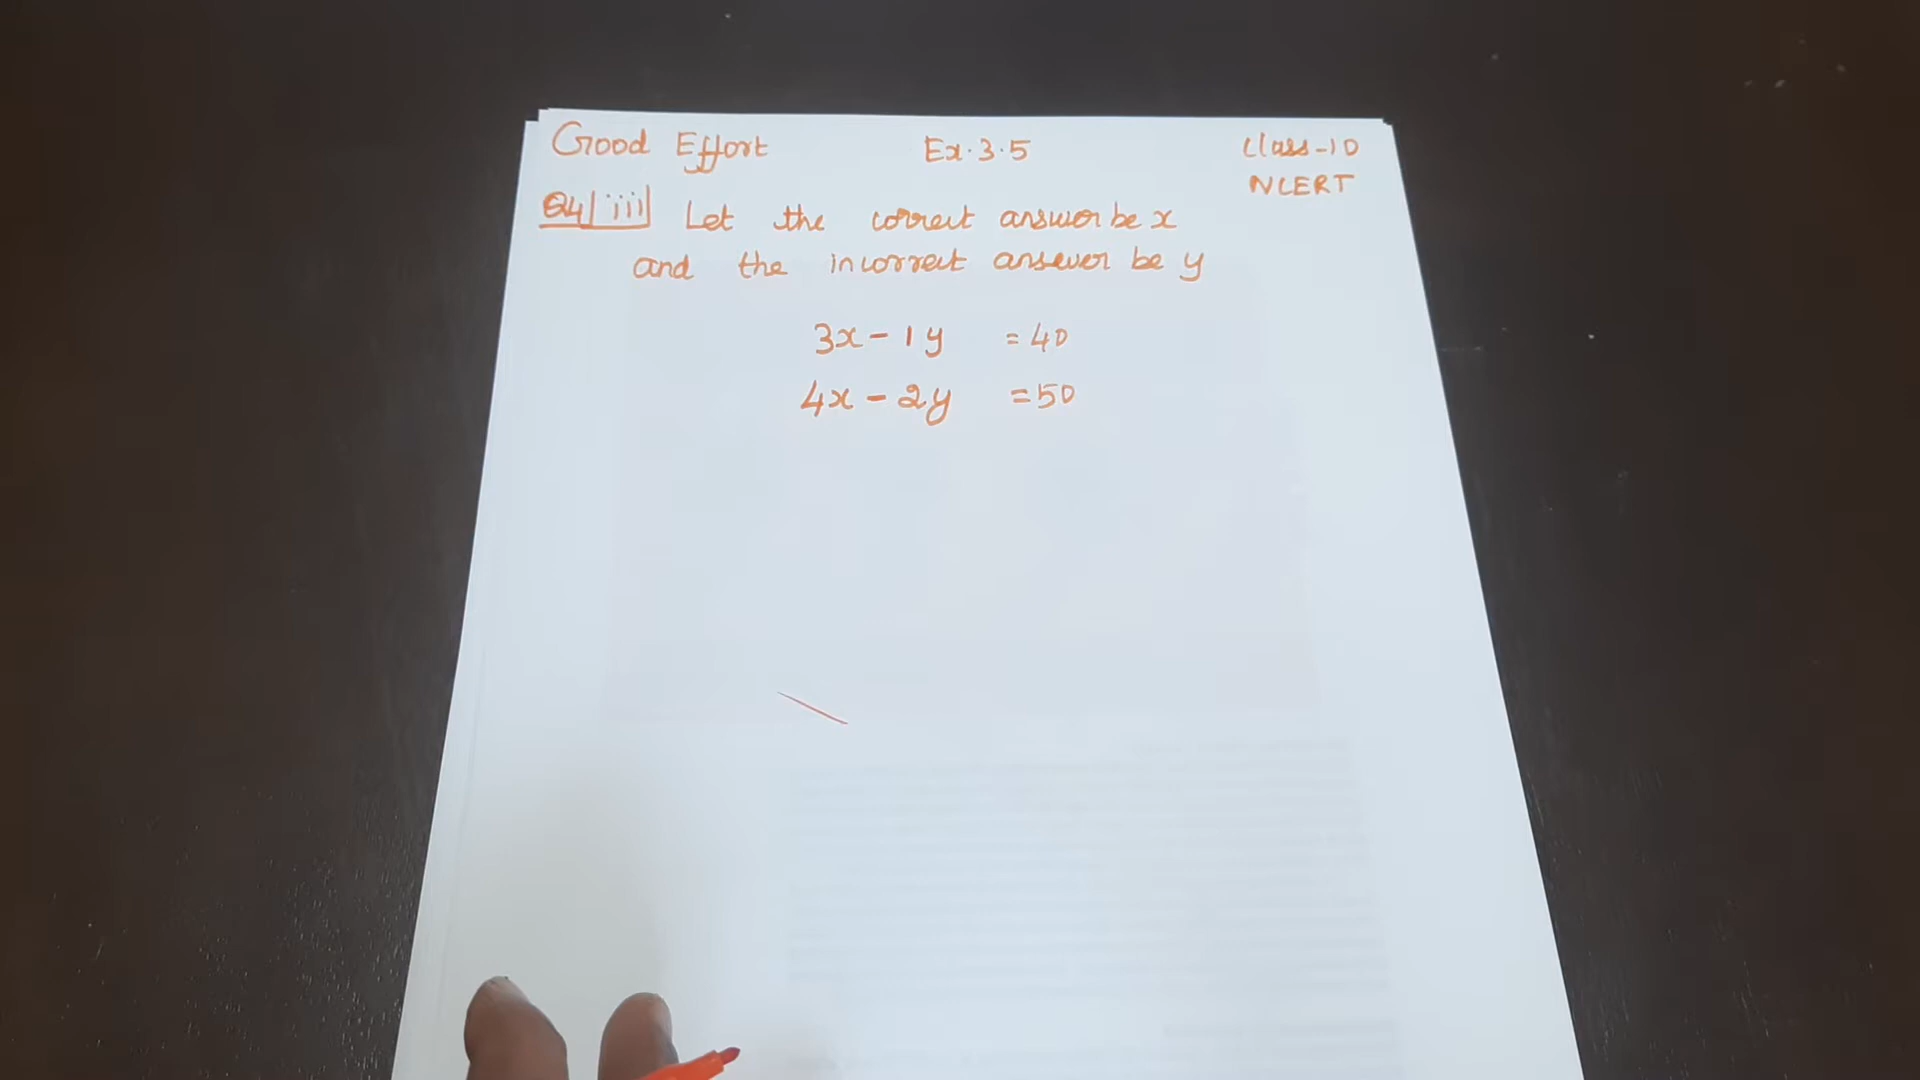 Good Effort Ex.3.5 Class-10
NCERT
Q4/iii Let the correct answer be x
and the incorrect answer be y
3x - 1y = 40
4x - 2y = 50